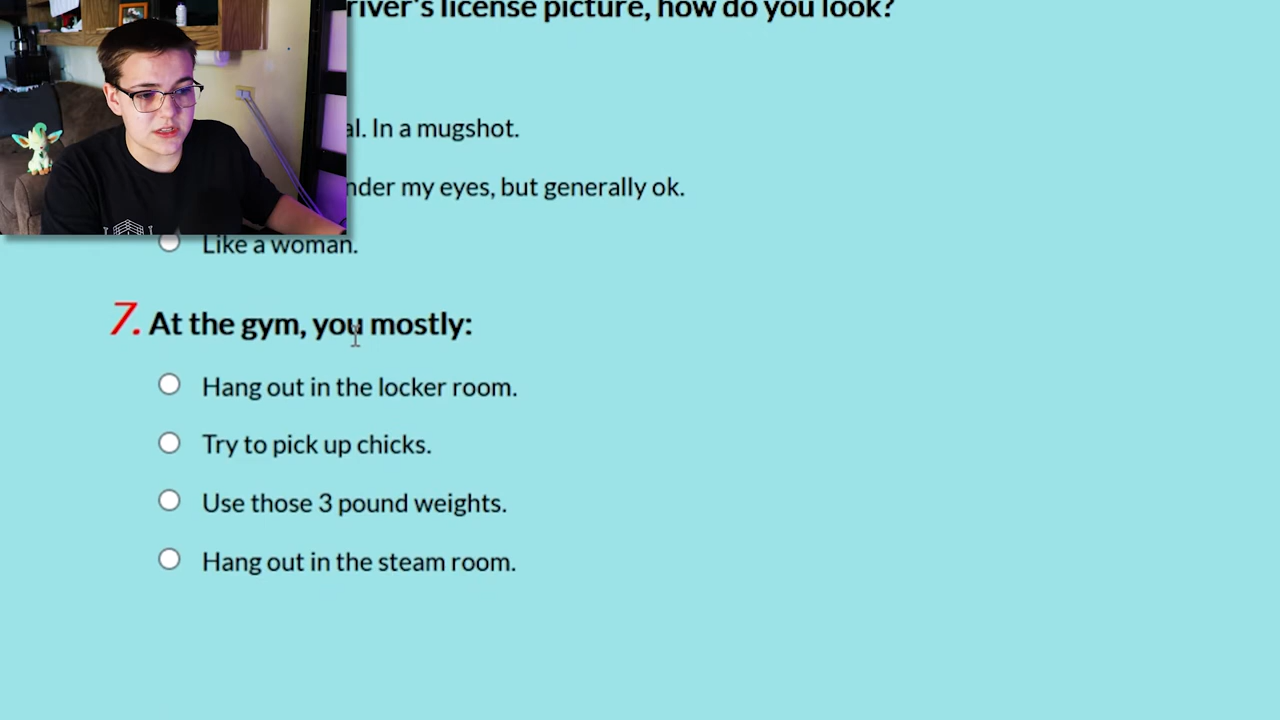 river's license picture, how do you look?
al. In a mugshot.
nder my eyes, but generally ok.
Like a woman.
7. At the gym, you mostly:
Hang out in the locker room.
Try to pick up chicks.
Use those 3 pound weights.
Hang out in the steam room.